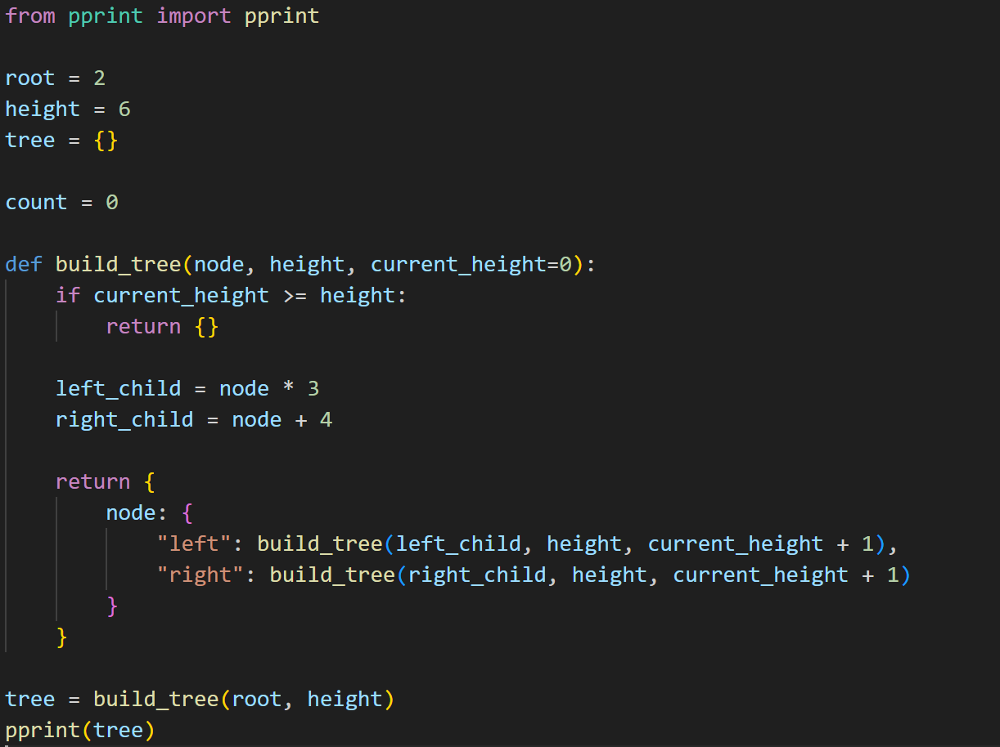 from pprint import pprint
root = 2
height = 6
tree = {}
count = 0
def build_tree(node, height, current_height=0):
    if current_height >= height:
        return {}
    left_child = node * 3
    right_child = node + 4
    return {
        node: {
            "left": build_tree(left_child, height, current_height + 1),
            "right": build_tree(right_child, height, current_height + 1)
        }
    }
tree = build_tree(root, height)
pprint(tree)